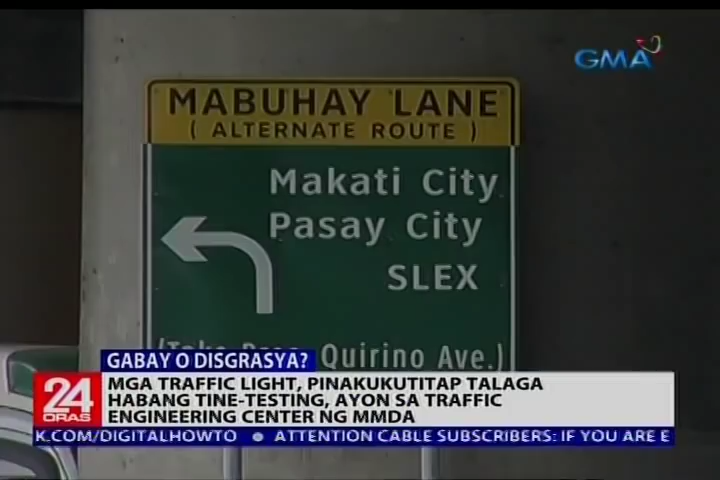 GMA
MABUHAY LANE
( ALTERNATE ROUTE )
Makati City
Pasay City
SLEX
Quirino Ave.)
GABAY O DISGRASYA?
24
ORAS
MGA TRAFFIC LIGHT, PINAKUKUTITAP TALAGA
HABANG TINE-TESTING, AYON SA TRAFFIC
ENGINEERING CENTER NG MMDA
K.COM/DIGITALHOWTO ● ATTENTION CABLE SUBSCRIBERS: IF YOU ARE E